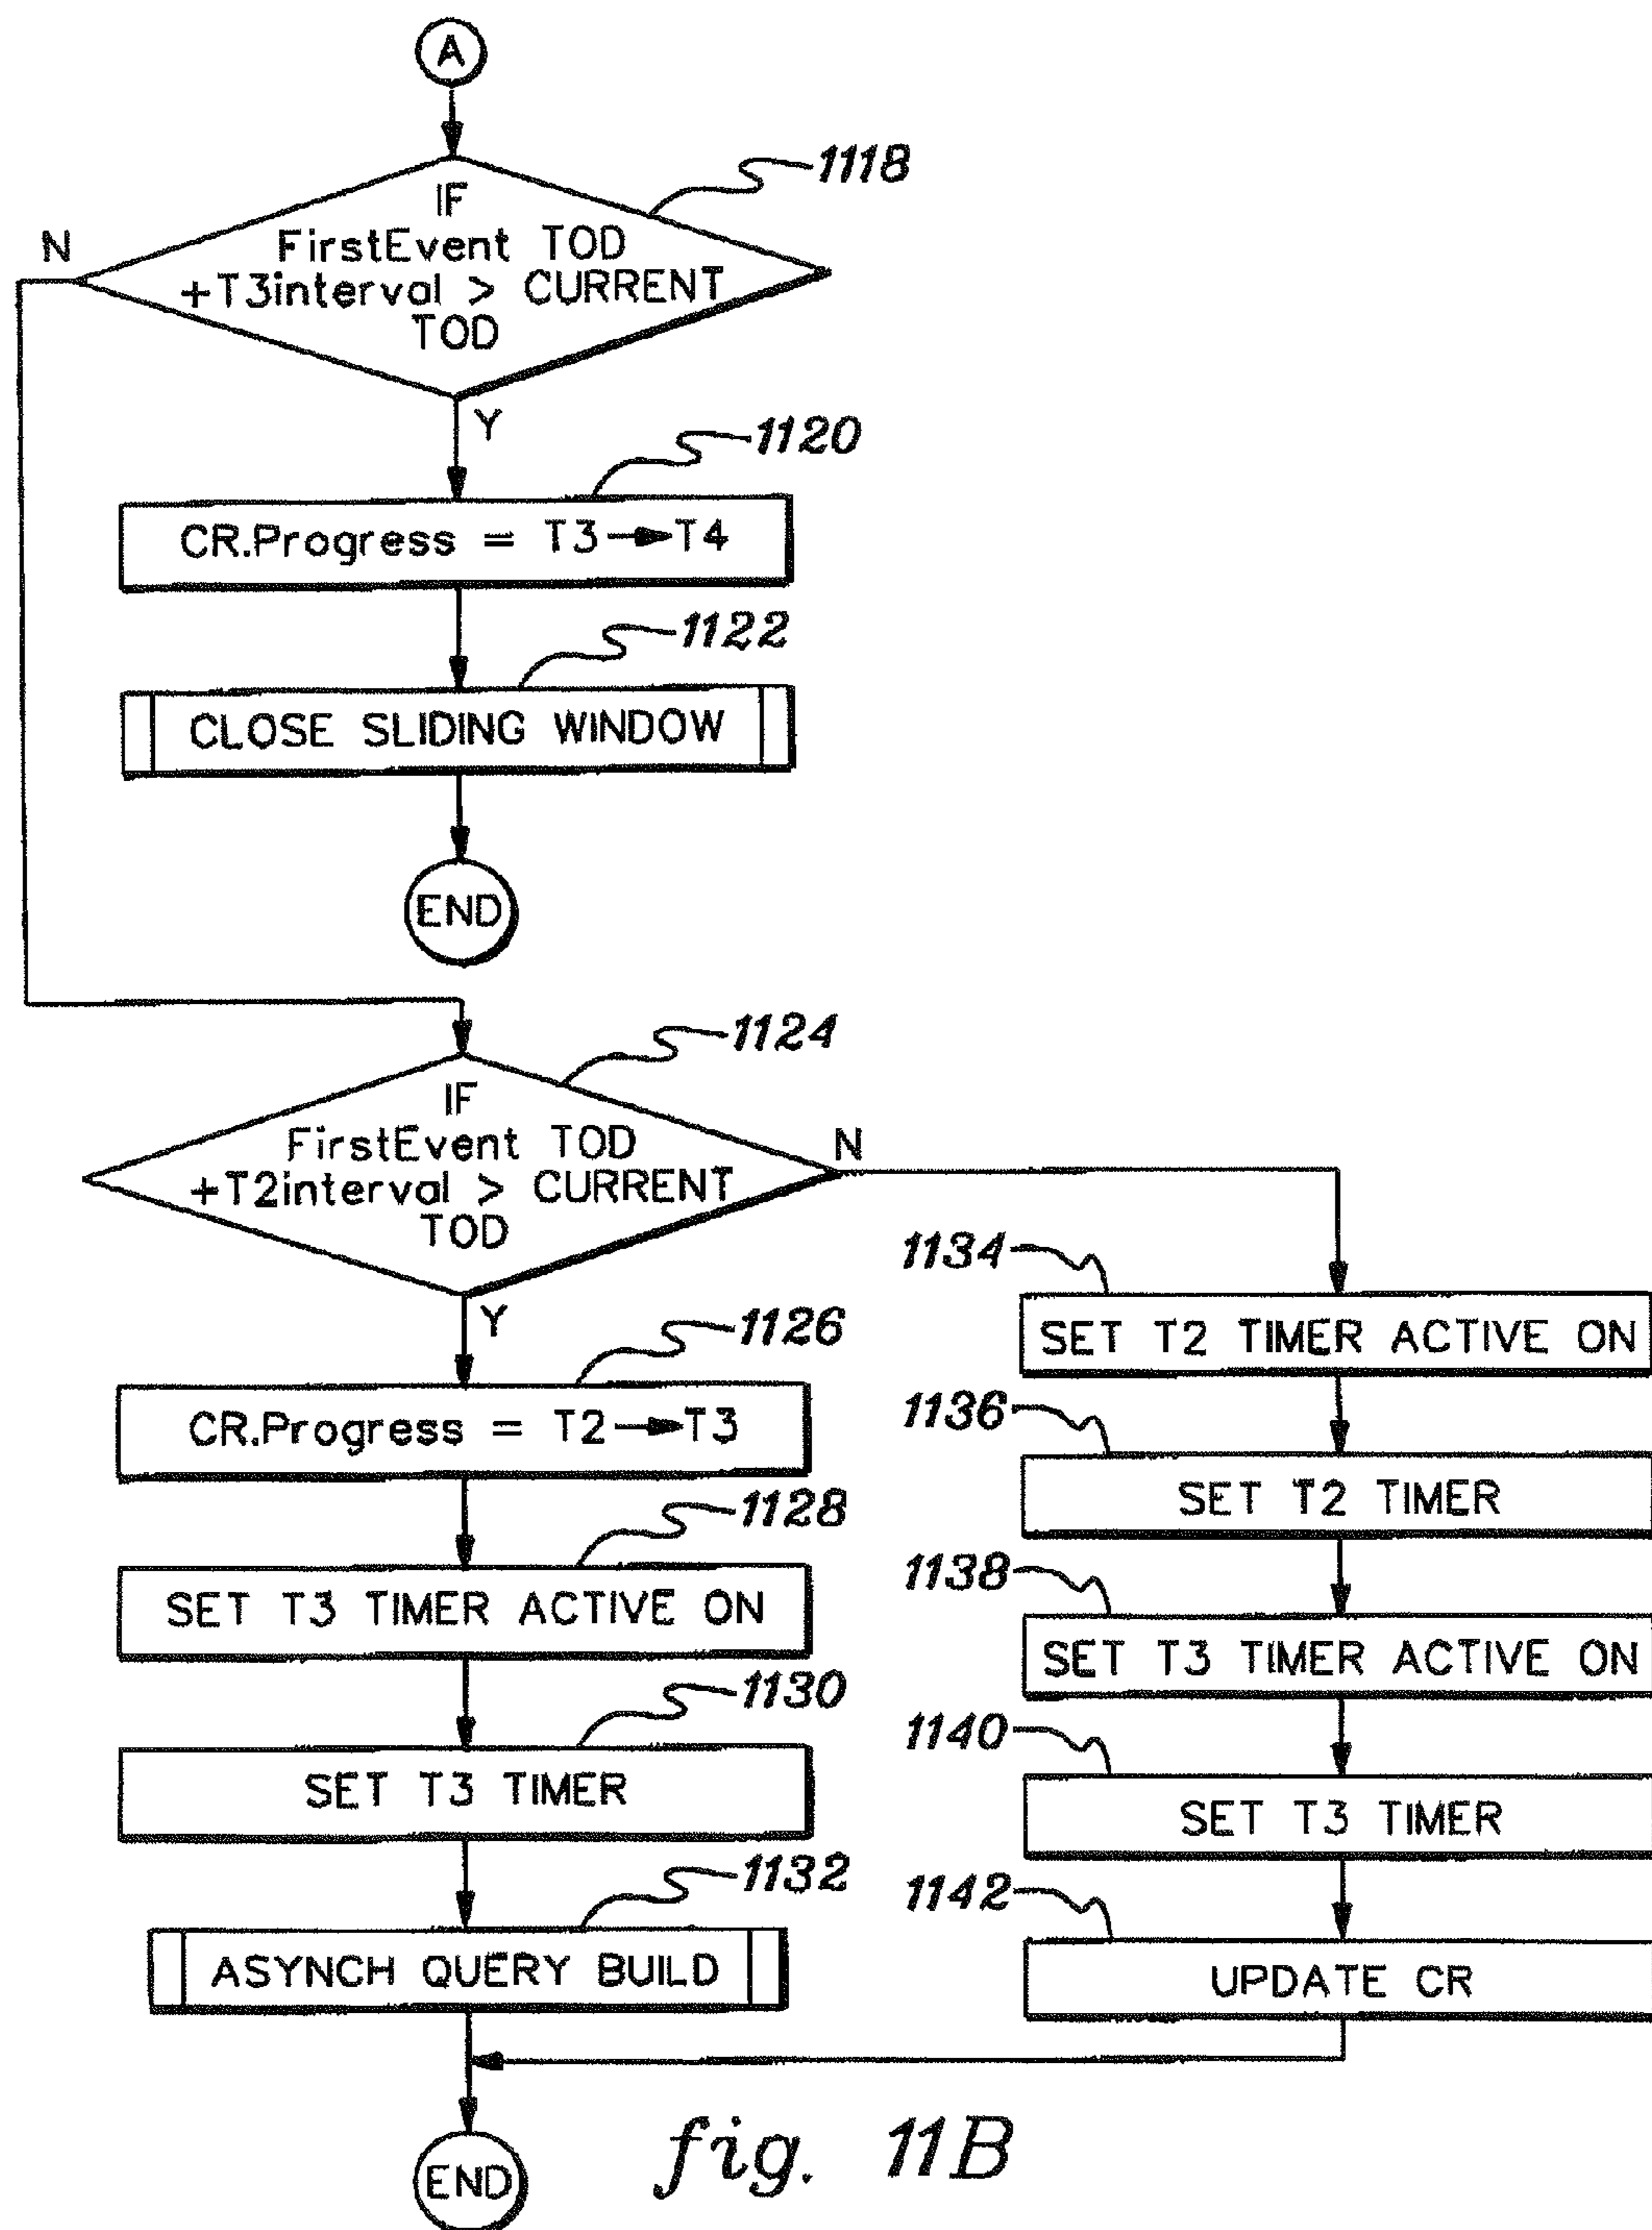 A
1118
IF
FirstEvent TOD
+T3interval > CURRENT
TOD
N
Y
1120
CR.Progress = T3→T4
1122
CLOSE SLIDING WINDOW
END
1124
IF
FirstEvent TOD
+T2interval > CURRENT
TOD
N
Y
1126
CR.Progress = T2→T3
1128
SET T3 TIMER ACTIVE ON
1130
SET T3 TIMER
1132
ASYNCH QUERY BUILD
1134
SET T2 TIMER ACTIVE ON
1136
SET T2 TIMER
1138
SET T3 TIMER ACTIVE ON
1140
SET T3 TIMER
1142
UPDATE CR
END
fig. 11B